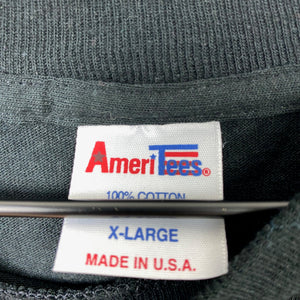 AmeriTees®
100% COTTON
X-LARGE
MADE IN U.S.A.